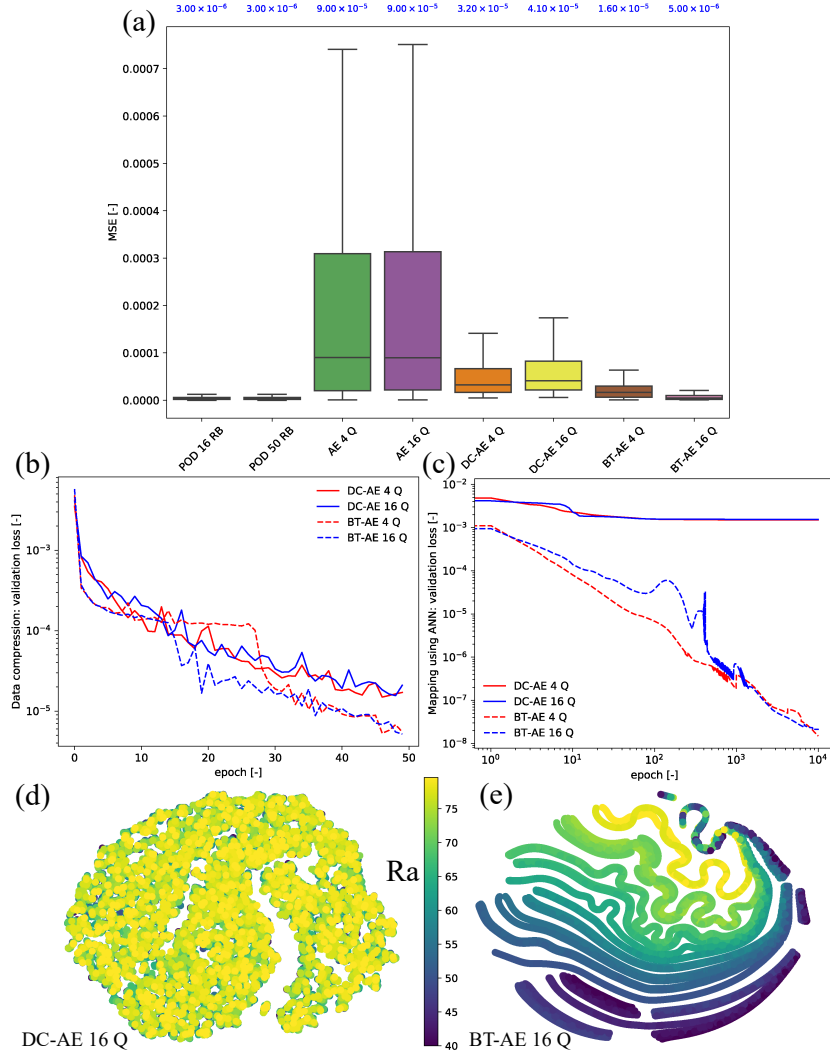 (a)
3.00 × 10⁻⁶ 3.00 × 10⁻⁶ 9.00 × 10⁻⁵ 9.00 × 10⁻⁵ 3.20 × 10⁻⁵ 4.10 × 10⁻⁵ 1.60 × 10⁻⁵ 5.00 × 10⁻⁶
MSE [-]
0.0007
0.0006
0.0005
0.0004
0.0003
0.0002
0.0001
0.0000
POD 16 RB POD 50 RB AE 4 Q AE 16 Q DC-AE 4 Q DC-AE 16 Q BT-AE 4 Q BT-AE 16 Q
(b)
Data compression: validation loss [-]
10⁻³
10⁻⁴
10⁻⁵
DC-AE 4 Q
DC-AE 16 Q
BT-AE 4 Q
BT-AE 16 Q
0 10 20 30 40 50
epoch [-]
(c)
Mapping using ANN: validation loss [-]
10⁻²
10⁻³
10⁻⁴
10⁻⁵
10⁻⁶
10⁻⁷
10⁻⁸
DC-AE 4 Q
DC-AE 16 Q
BT-AE 4 Q
BT-AE 16 Q
10⁰ 10¹ 10² 10³ 10⁴
epoch [-]
(d)
DC-AE 16 Q
Ra
75
70
65
60
55
50
45
40
(e)
BT-AE 16 Q